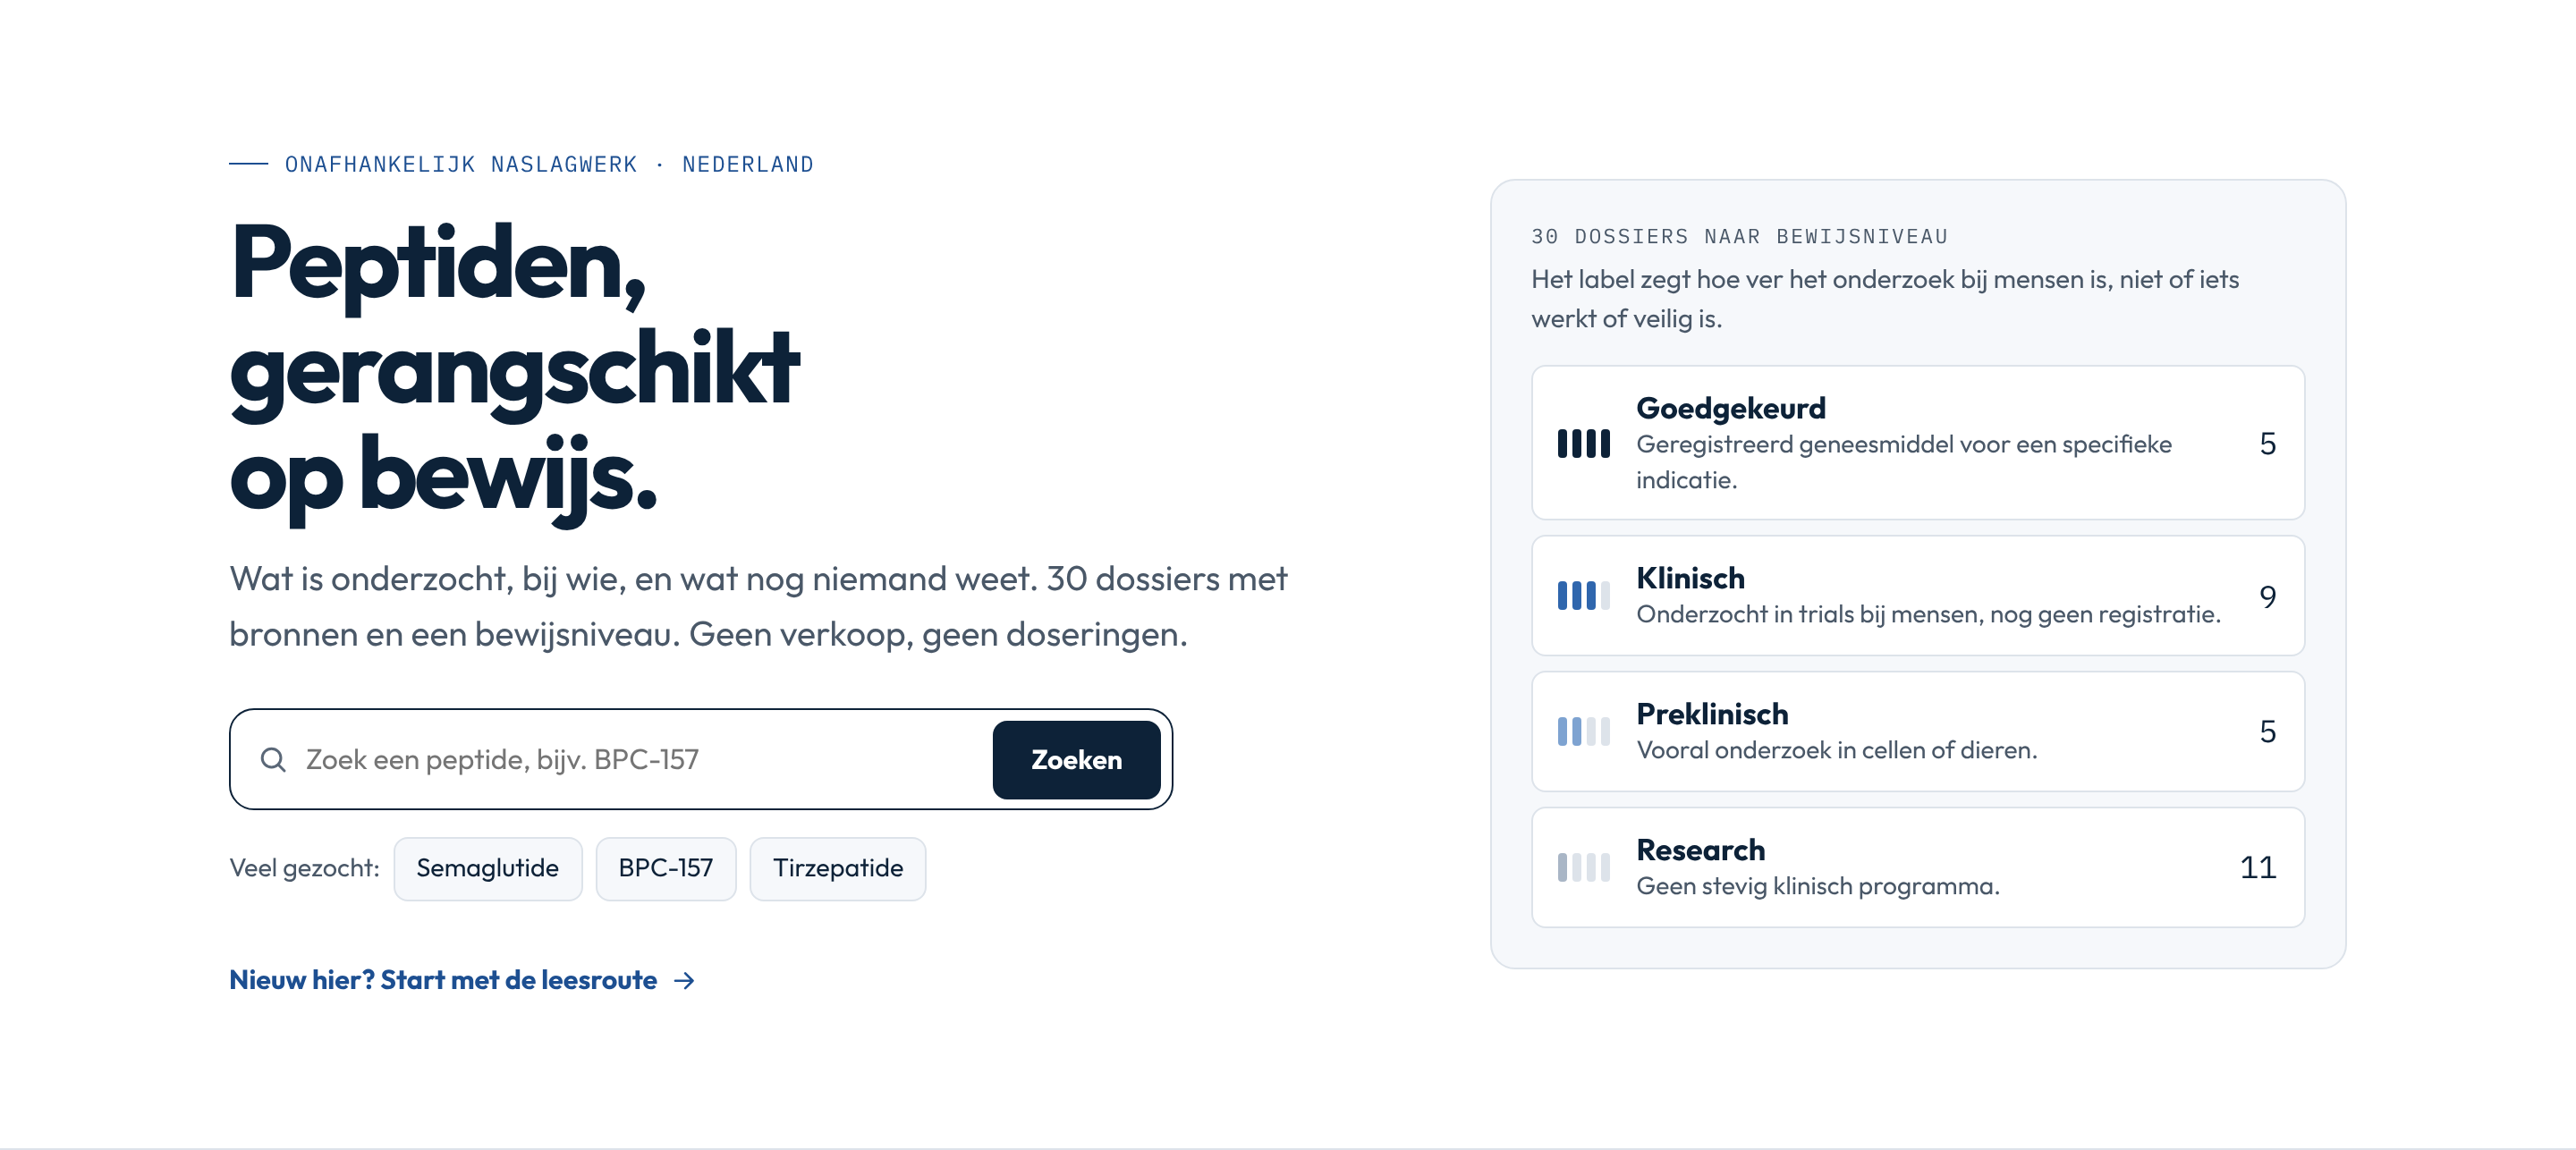 ONAFHANKELIJK NASLAGWERK · NEDERLAND
Peptiden,
gerangschikt
op bewijs.
Wat is onderzocht, bij wie, en wat nog niemand weet. 30 dossiers met
bronnen en een bewijsniveau. Geen verkoop, geen doseringen.
Zoek een peptide, bijv. BPC-157
Zoeken
Veel gezocht: Semaglutide BPC-157 Tirzepatide
Nieuw hier? Start met de leesroute →
30 DOSSIERS NAAR BEWIJSNIVEAU
Het label zegt hoe ver het onderzoek bij mensen is, niet of iets
werkt of veilig is.
Goedgekeurd
Geregistreerd geneesmiddel voor een specifieke
indicatie.
5
Klinisch
Onderzocht in trials bij mensen, nog geen registratie.
9
Preklinisch
Vooral onderzoek in cellen of dieren.
5
Research
Geen stevig klinisch programma.
11